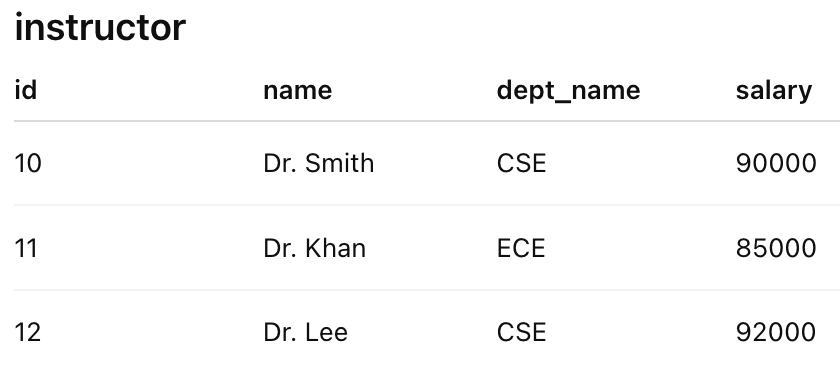 instructor
id name dept_name salary
10 Dr. Smith CSE 90000
11 Dr. Khan ECE 85000
12 Dr. Lee CSE 92000